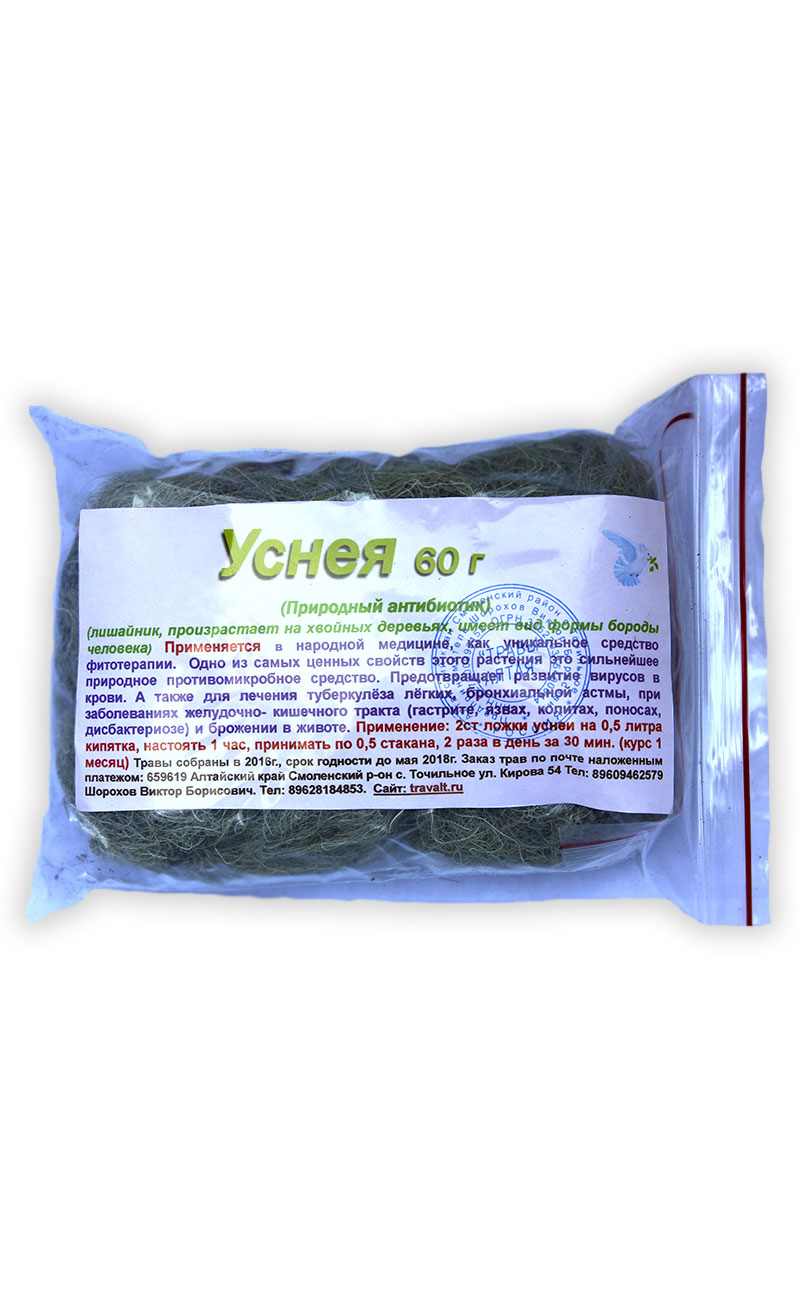 Уснея 60 г
(Природный антибиотик)
(лишайник, произрастает на хвойных деревьях, имеет вид формы бороды
человека) Применяется в народной медицине, как уникальное средство
фитотерапии. Одно из самых ценных свойств этого растения это сильнейшее
природное противомикробное средство. Предотвращает развитие вирусов в
крови. А также для лечения туберкулёза лёгких, бронхиальной астмы, при
заболеваниях желудочно- кишечного тракта (гастрите, язвах, колитах, поносах,
дисбактериозе) и брожении в животе. Применение: 2ст ложки уснеи на 0,5 литра
кипятка, настоять 1 час, принимать по 0,5 стакана, 2 раза в день за 30 мин. (курс 1
месяц) Травы собраны в 2016г., срок годности до мая 2018г. Заказ трав по почте наложенным
платежом: 659619 Алтайский край Смоленский р-он с. Точильное ул. Кирова 54 Тел: 89609462579
Шорохов Виктор Борисович. Тел: 89628184853. Сайт: travalt.ru
ТРАВЫ
АЛТАЯ